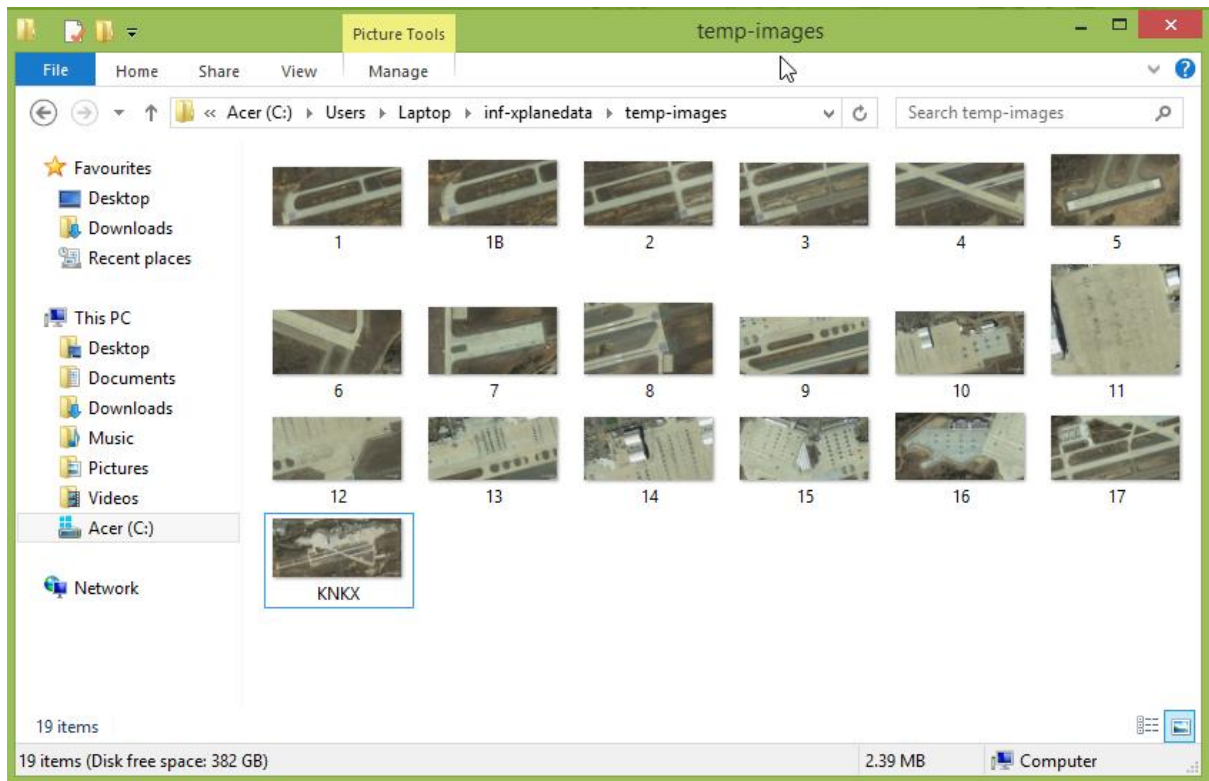 Picture Tools
temp-images
File Home Share View Manage
« Acer (C:) Users Laptop inf-xplanedata temp-images
Search temp-images
Favourites
Desktop
Downloads
Recent places
This PC
Desktop
Documents
Downloads
Music
Pictures
Videos
Acer (C:)
Network
1 1B 2 3 4 5
6 7 8 9 10 11
12 13 14 15 16 17
KNKX
19 items
19 items (Disk free space: 382 GB) 2.39 MB Computer